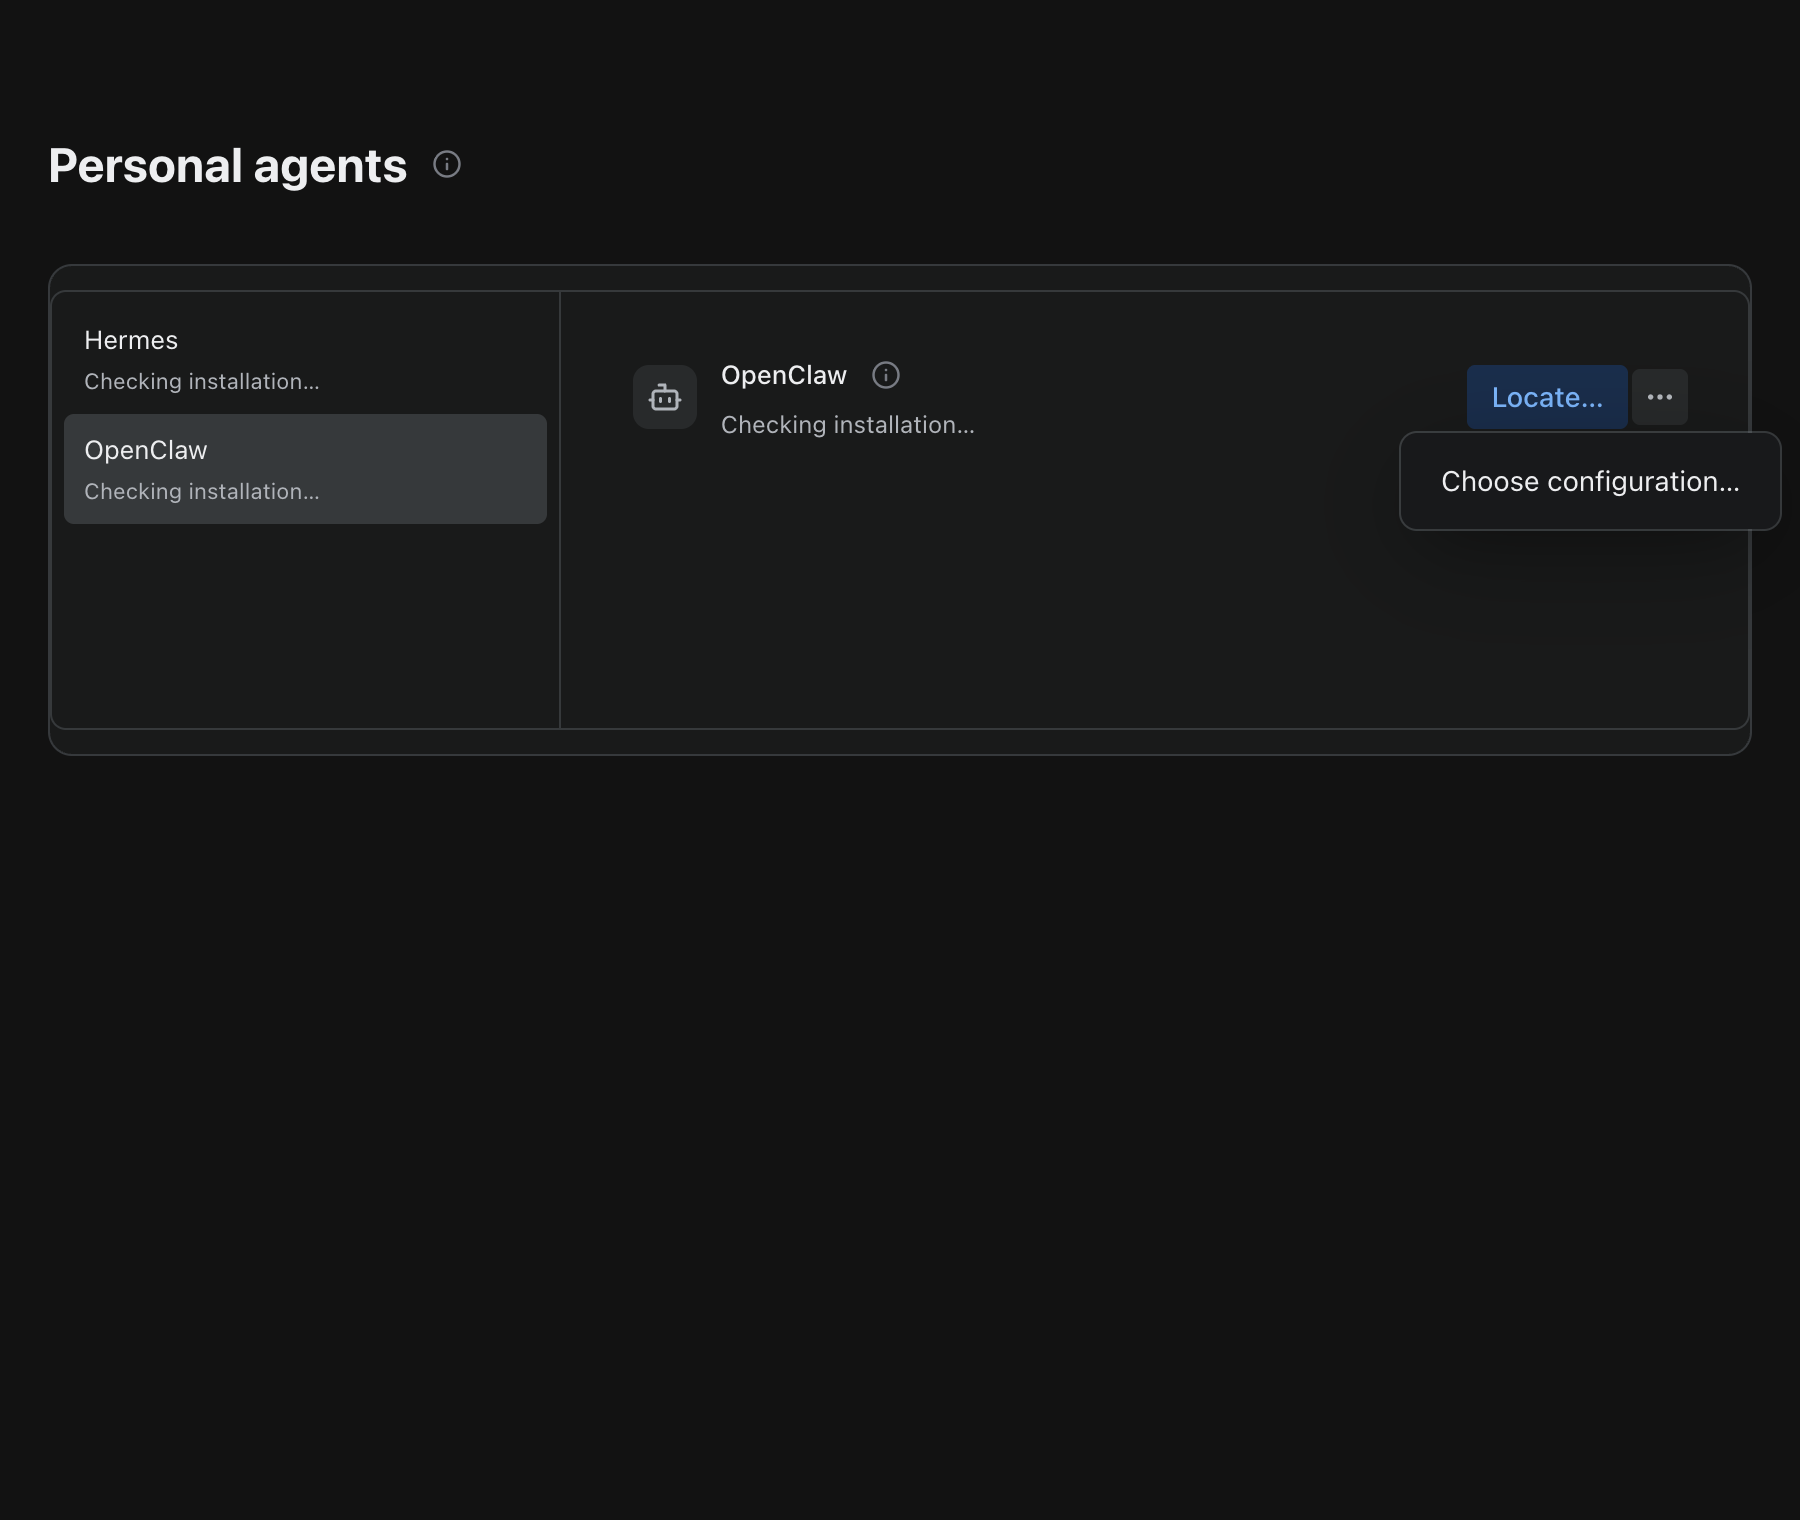 Personal agents
Hermes
Checking installation...
OpenClaw
Checking installation...
OpenClaw
Checking installation...
Locate...
Choose configuration...